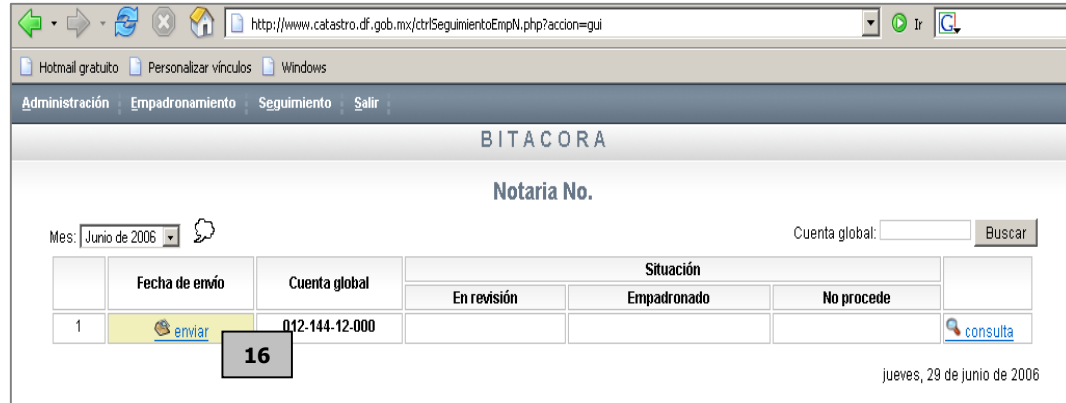 http://www.catastro.df.gob.mx/ctrlSeguimientoEmpN.php?accion=gui Ir G
Hotmail gratuito Personalizar vínculos Windows
Administración Empadronamiento Seguimiento Salir
BITACORA
Notaria No.
Mes: Junio de 2006 Cuenta global: Buscar
Fecha de envío Cuenta global Situación
En revisión Empadronado No procede
1 enviar 012-144-12-000 consulta
16
jueves, 29 de junio de 2006